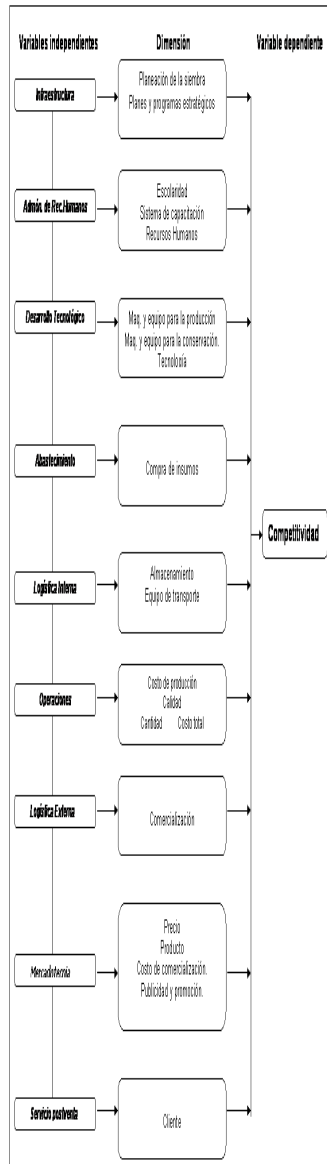 Variables independientes
Dimensión
Variable dependiente
Infraestructura
Planeación de la siembra
Planes y programas estratégicos
Admón. de Rec. Humanos
Escolaridad
Sistema de capacitación
Recursos Humanos
Desarrollo Tecnológico
Maq. y equipo para la producción
Maq. y equipo para la conservación.
Tecnolonía
Abastecimiento
Compra de insumos
Competitividad
Logística Interna
Almacenamiento
Equipo de transporte
Operaciones
Costo de producción
Calidad
Cantidad Costo total
Logística Externa
Comercialización
Mercadotecnia
Precio
Producto
Costo de comercialización.
Publicidad y promoción.
Servicio postventa
Cliente